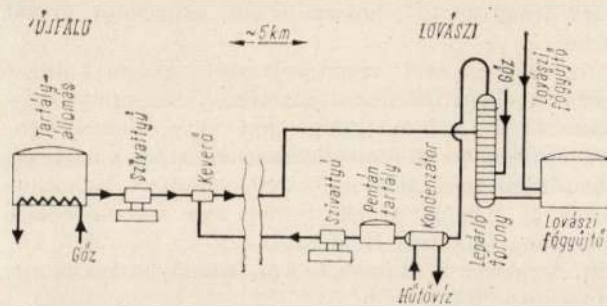 ÚJFALU
~5km
LOVÁSZI
Tartály-
állomás
Szivattyú
Keverő
Gőz
Szivattyú
Pentán
tartály
Kondenzátor
Hűtővíz
Lepárló
torony
Gőz
Lovászi
főgyűjtő
Lovászi
főgyűjtő